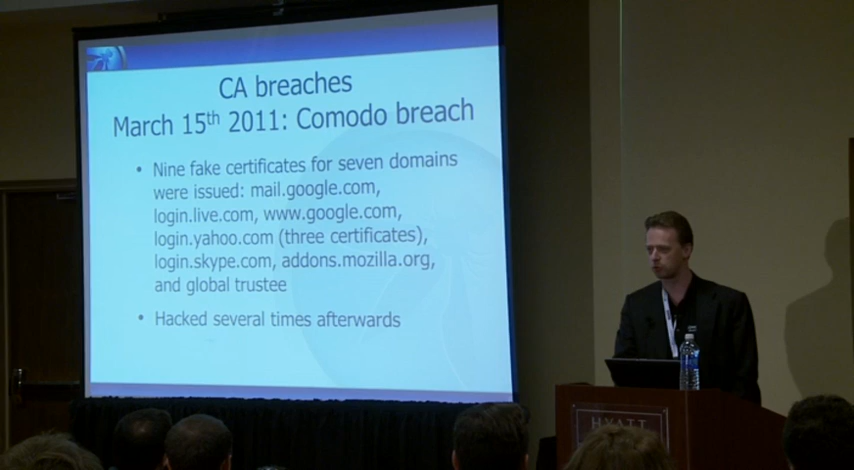 CA breaches
March 15th 2011: Comodo breach
• Nine fake certificates for seven domains
were issued: mail.google.com,
login.live.com, www.google.com,
login.yahoo.com (three certificates),
login.skype.com, addons.mozilla.org,
and global trustee
• Hacked several times afterwards
HYATT